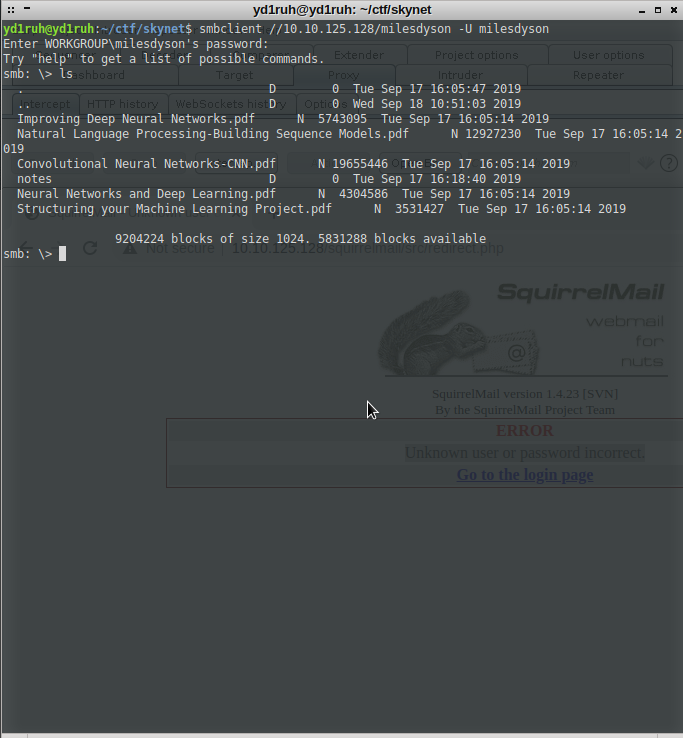 yd1ruh@yd1ruh: ~/ctf/skynet
yd1ruh@yd1ruh:~/ctf/skynet$ smbclient //10.10.125.128/milesdyson -U milesdyson
Enter WORKGROUP\milesdyson's password:
Try "help" to get a list of possible commands.
smb: \> ls
. D 0 Tue Sep 17 16:05:47 2019
.. D 0 Wed Sep 18 10:51:03 2019
Improving Deep Neural Networks.pdf N 5743095 Tue Sep 17 16:05:14 2019
Natural Language Processing-Building Sequence Models.pdf N 12927230 Tue Sep 17 16:05:14 2
019
Convolutional Neural Networks-CNN.pdf N 19655446 Tue Sep 17 16:05:14 2019
notes D 0 Tue Sep 17 16:18:40 2019
Neural Networks and Deep Learning.pdf N 4304586 Tue Sep 17 16:05:14 2019
Structuring your Machine Learning Project.pdf N 3531427 Tue Sep 17 16:05:14 2019
9204224 blocks of size 1024. 5831288 blocks available
smb: \>
Extender Project options User options
Dashboard Target Proxy Intruder Repeater
Intercept HTTP history WebSockets history Options
Not secure 10.10.125.128/squirrelmail/src/redirect.php
SquirrelMail
webmail
for
nuts
SquirrelMail version 1.4.23 [SVN]
By the SquirrelMail Project Team
ERROR
Unknown user or password incorrect.
Go to the login page